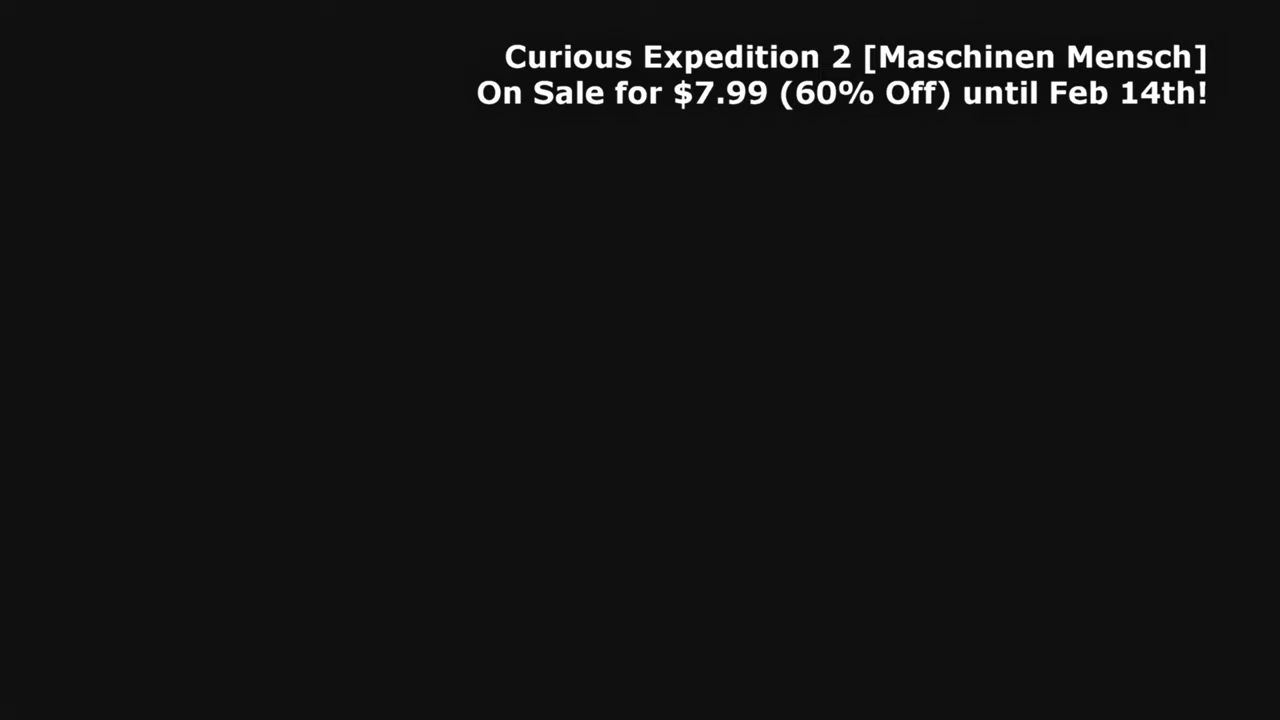 Curious Expedition 2 [Maschinen Mensch]
On Sale for $7.99 (60% Off) until Feb 14th!